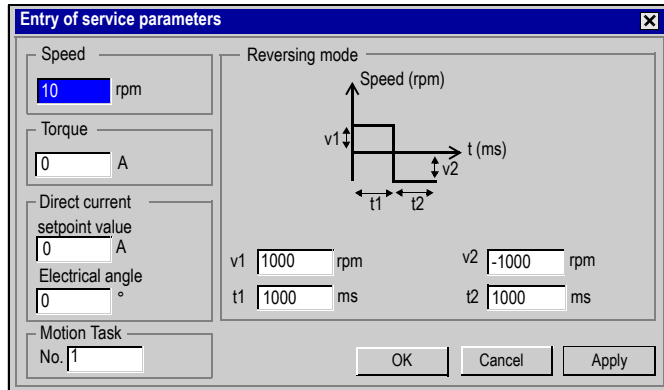 Entry of service parameters
Speed
10 rpm
Torque
0 A
Direct current
setpoint value
0 A
Electrical angle
0 °
Motion Task
No. 1
Reversing mode
Speed (rpm)
v1
t (ms)
v2
t1 t2
v1 1000 rpm v2 -1000 rpm
t1 1000 ms t2 1000 ms
OK Cancel Apply